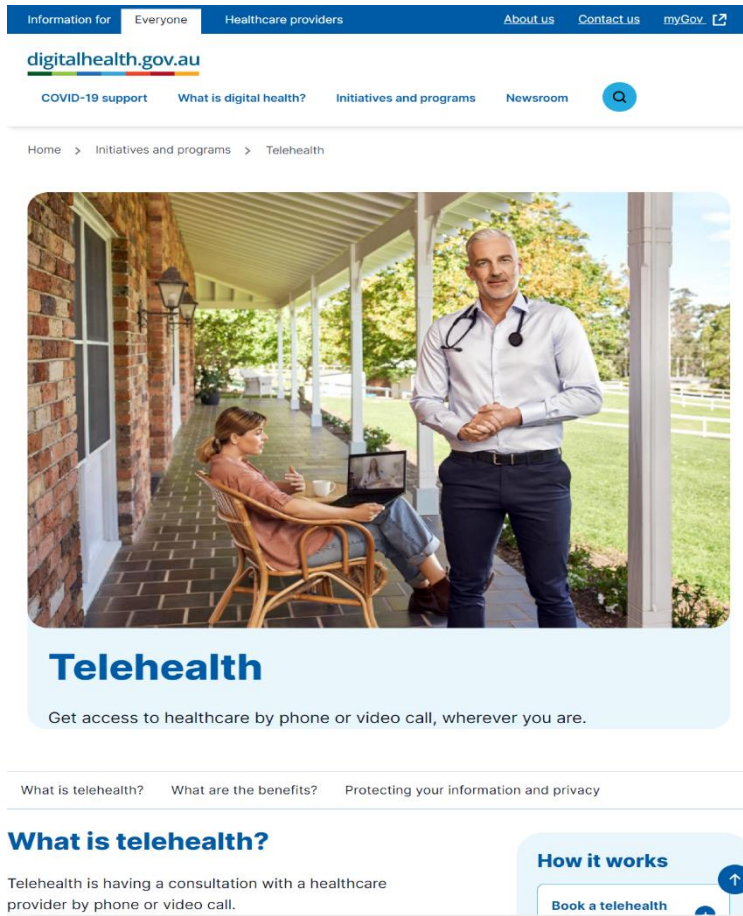 Information for Everyone Healthcare providers About us Contact us myGov
digitalhealth.gov.au
COVID-19 support What is digital health? Initiatives and programs Newsroom
Home > Initiatives and programs > Telehealth
Telehealth
Get access to healthcare by phone or video call, wherever you are.
What is telehealth? What are the benefits? Protecting your information and privacy
What is telehealth?
Telehealth is having a consultation with a healthcare
provider by phone or video call.
How it works
Book a telehealth